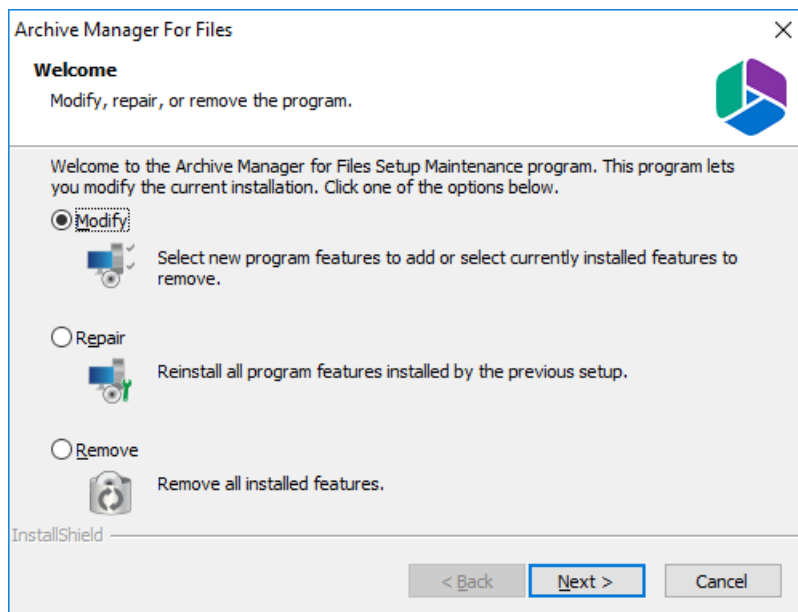 Archive Manager For Files
Welcome
Modify, repair, or remove the program.
Welcome to the Archive Manager for Files Setup Maintenance program. This program lets
you modify the current installation. Click one of the options below.
Modify
Select new program features to add or select currently installed features to
remove.
Repair
Reinstall all program features installed by the previous setup.
Remove
Remove all installed features.
InstallShield
< Back Next > Cancel